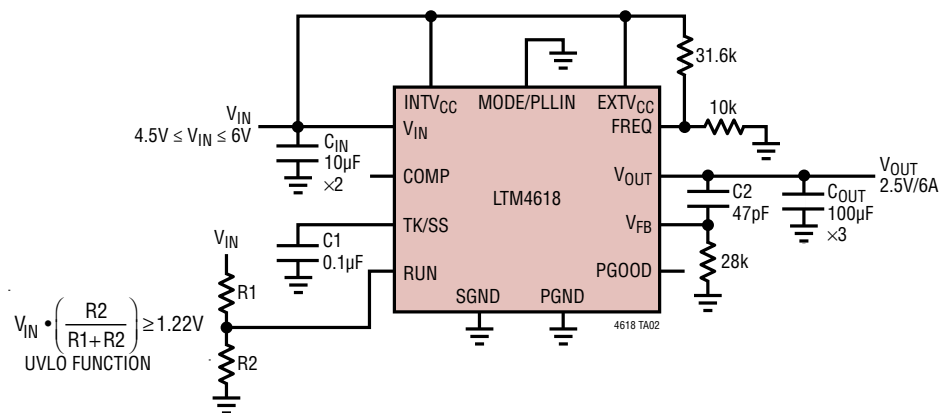 31.6k
INTVCC MODE/PLLIN EXTVCC
VIN
4.5V ≤ VIN ≤ 6V
VIN
FREQ
10k
CIN
10µF
×2
COMP
LTM4618
VOUT
VOUT
2.5V/6A
C2
47pF
COUT
100µF
×3
TK/SS
VFB
C1
0.1µF
VIN
RUN
PGOOD
28k
R1
SGND PGND
4618 TA02
VIN • (R2/R1+R2) ≥ 1.22V
UVLO FUNCTION
R2